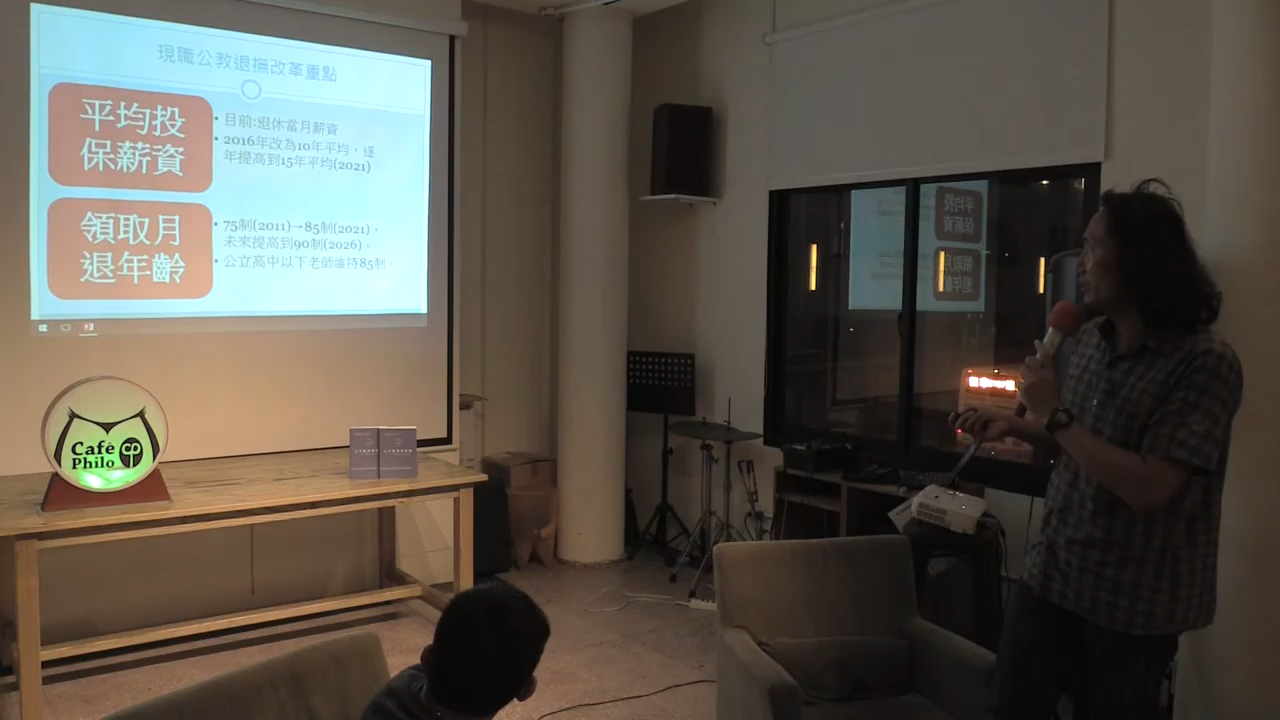 現職公教退撫改革重點
平均投
保薪資
• 目前:退休當月薪資
• 2016年改為10年平均，逐
年提高到15年平均(2021)
領取月
退年齡
• 75制(2011)→85制(2021)，
未來提高到90制(2026)。
• 公立高中以下老師維持85制。
Café
Philo